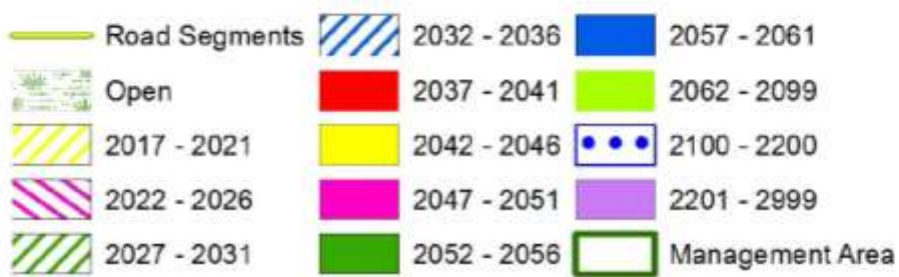 Road Segments
Open
2017 - 2021
2022 - 2026
2027 - 2031
2032 - 2036
2037 - 2041
2042 - 2046
2047 - 2051
2052 - 2056
2057 - 2061
2062 - 2099
2100 - 2200
2201 - 2999
Management Area